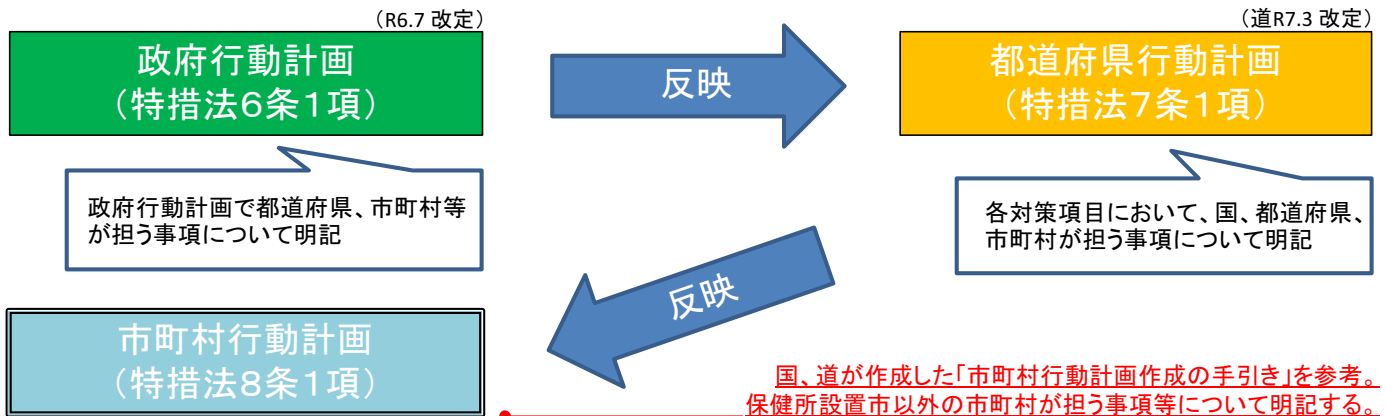 （R6.7 改定）
政府行動計画
（特措法６条１項）
反映
（道R7.3 改定）
都道府県行動計画
（特措法７条１項）
政府行動計画で都道府県、市町村等
が担う事項について明記
各対策項目において、国、都道府県、
市町村が担う事項について明記
反映
市町村行動計画
（特措法８条１項）
国、道が作成した「市町村行動計画作成の手引き」を参考。
保健所設置市以外の市町村が担う事項等について明記する。